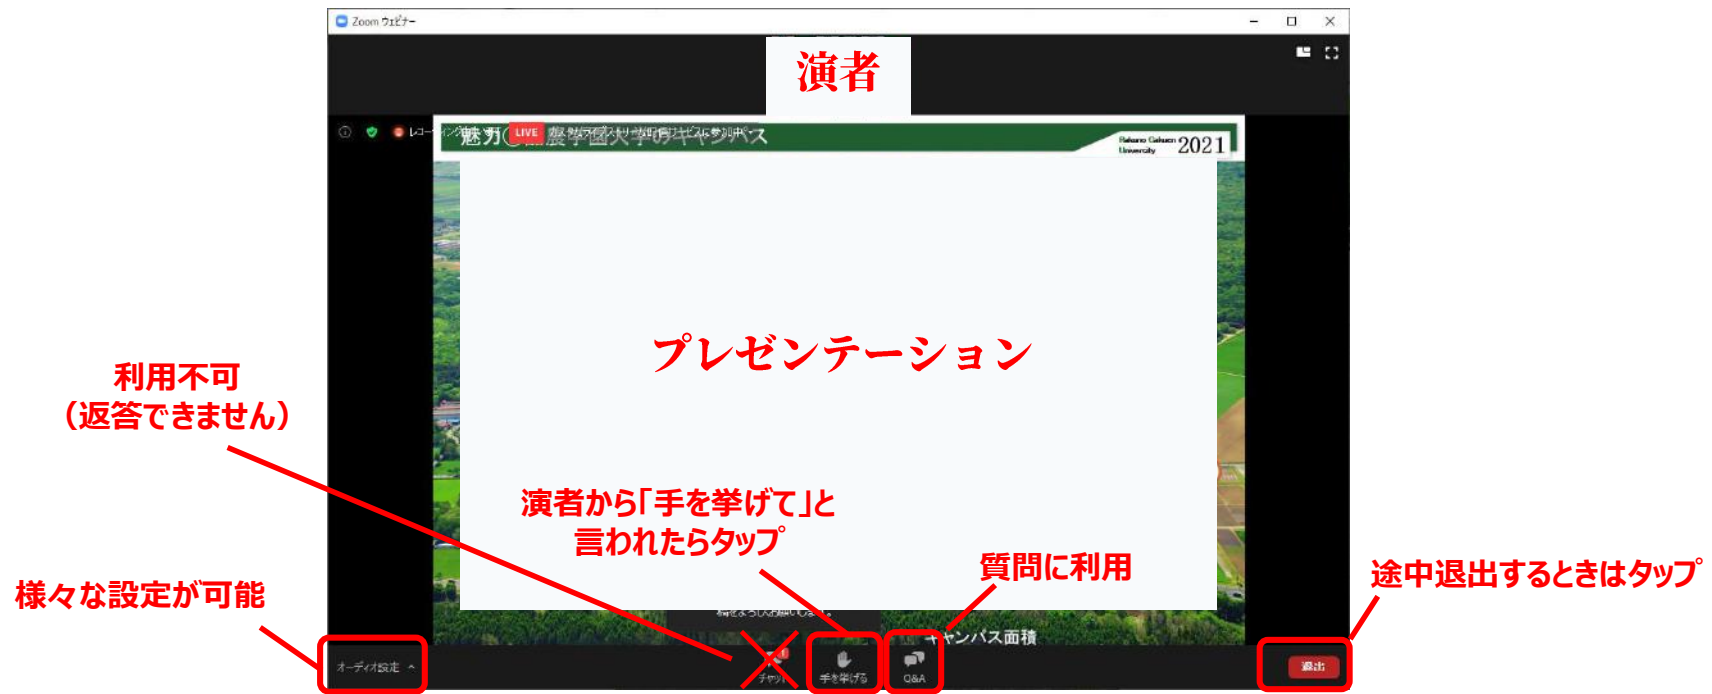 Zoom ウェビナー
演者
LIVE
Rakuno Gakuen
University 2021
プレゼンテーション
利用不可
（返答できません）
演者から「手を挙げて」と
言われたらタップ
質問に利用
途中退出するときはタップ
様々な設定が可能
キャンパス面積
オーディオ設定
チャット
手を挙げる
Q&A
退出